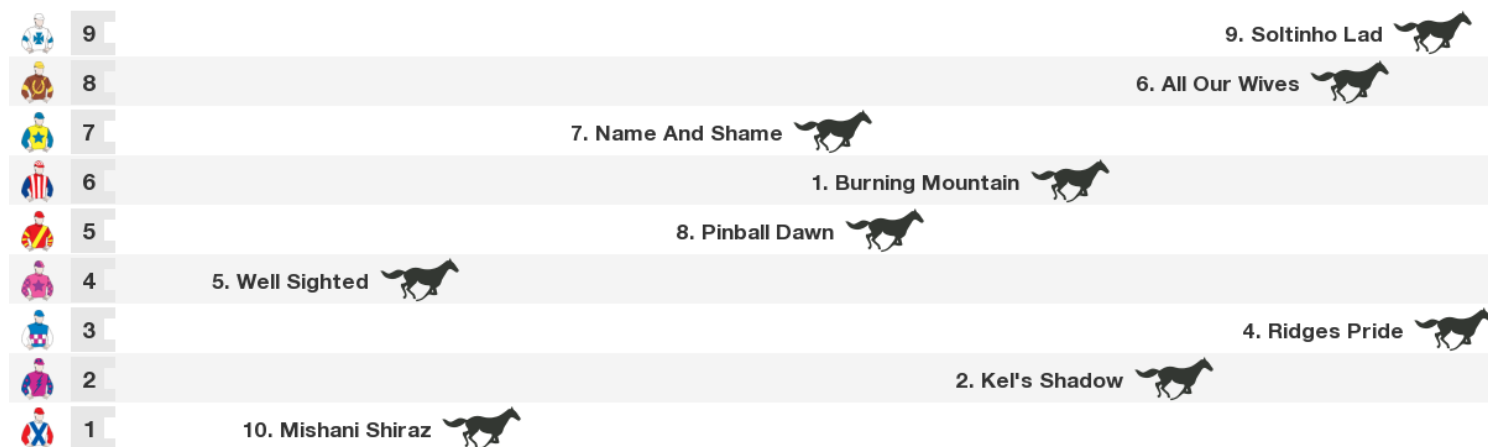 9 9. Soltinho Lad
8 6. All Our Wives
7 7. Name And Shame
6 1. Burning Mountain
5 8. Pinball Dawn
4 5. Well Sighted
3 4. Ridges Pride
2 2. Kel's Shadow
1 10. Mishani Shiraz